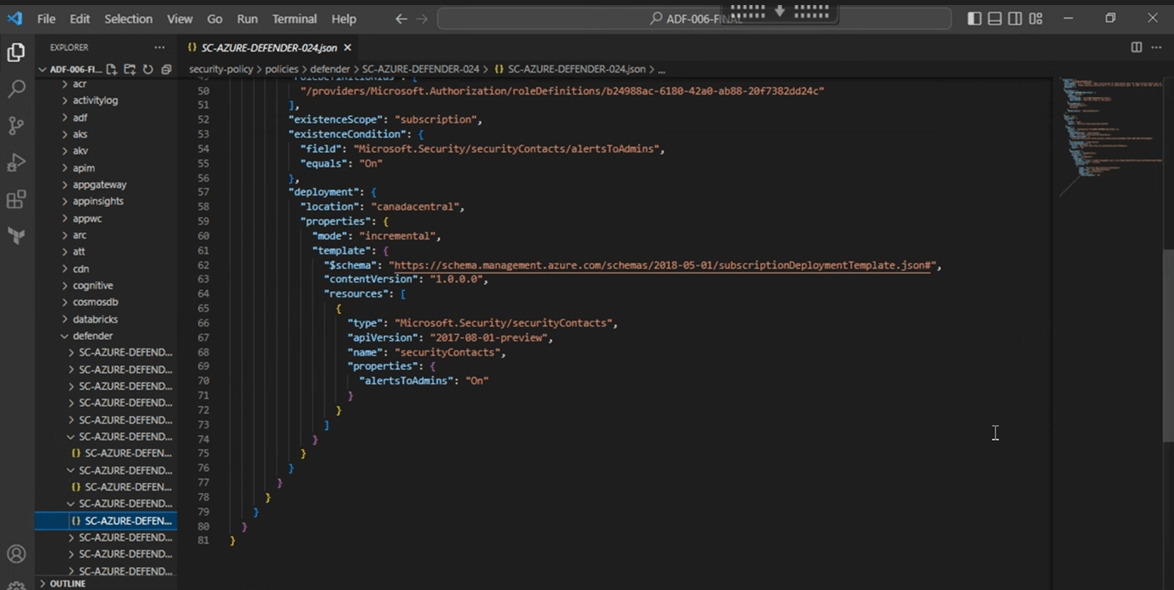 File Edit Selection View Go Run Terminal Help ADF-006-FINAL
EXPLORER
SC-AZURE-DEFENDER-024.json
ADF-006-FI...
security-policy > policies > defender > SC-AZURE-DEFENDER-024 > {} SC-AZURE-DEFENDER-024.json > ...
acr
activitylog
adf
aks
akv
apim
appgateway
appinsights
appwc
arc
att
cdn
cognitive
cosmosdb
databricks
defender
SC-AZURE-DEFEND...
SC-AZURE-DEFEND...
SC-AZURE-DEFEND...
SC-AZURE-DEFEND...
SC-AZURE-DEFEND...
SC-AZURE-DEFEND...
{} SC-AZURE-DEFEN...
SC-AZURE-DEFEND...
{} SC-AZURE-DEFEN...
SC-AZURE-DEFEND...
{} SC-AZURE-DEFEN...
SC-AZURE-DEFEND...
SC-AZURE-DEFEND...
SC-AZURE-DEFEND...
OUTLINE
50 "/providers/Microsoft.Authorization/roleDefinitions/b24988ac-6180-42a0-ab88-20f7382dd24c"
51 ],
52 "existenceScope": "subscription",
53 "existenceCondition": {
54 "field": "Microsoft.Security/securityContacts/alertsToAdmins",
55 "equals": "On"
56 },
57 "deployment": {
58 "location": "canadacentral",
59 "properties": {
60 "mode": "incremental",
61 "template": {
62 "$schema": "https://schema.management.azure.com/schemas/2018-05-01/subscriptionDeploymentTemplate.json#",
63 "contentVersion": "1.0.0.0",
64 "resources": [
65 {
66 "type": "Microsoft.Security/securityContacts",
67 "apiVersion": "2017-08-01-preview",
68 "name": "securityContacts",
69 "properties": {
70 "alertsToAdmins": "On"
71 }
72 }
73 ]
74 }
75 }
76 }
77 }
78 }
79 }
80 }
81 }